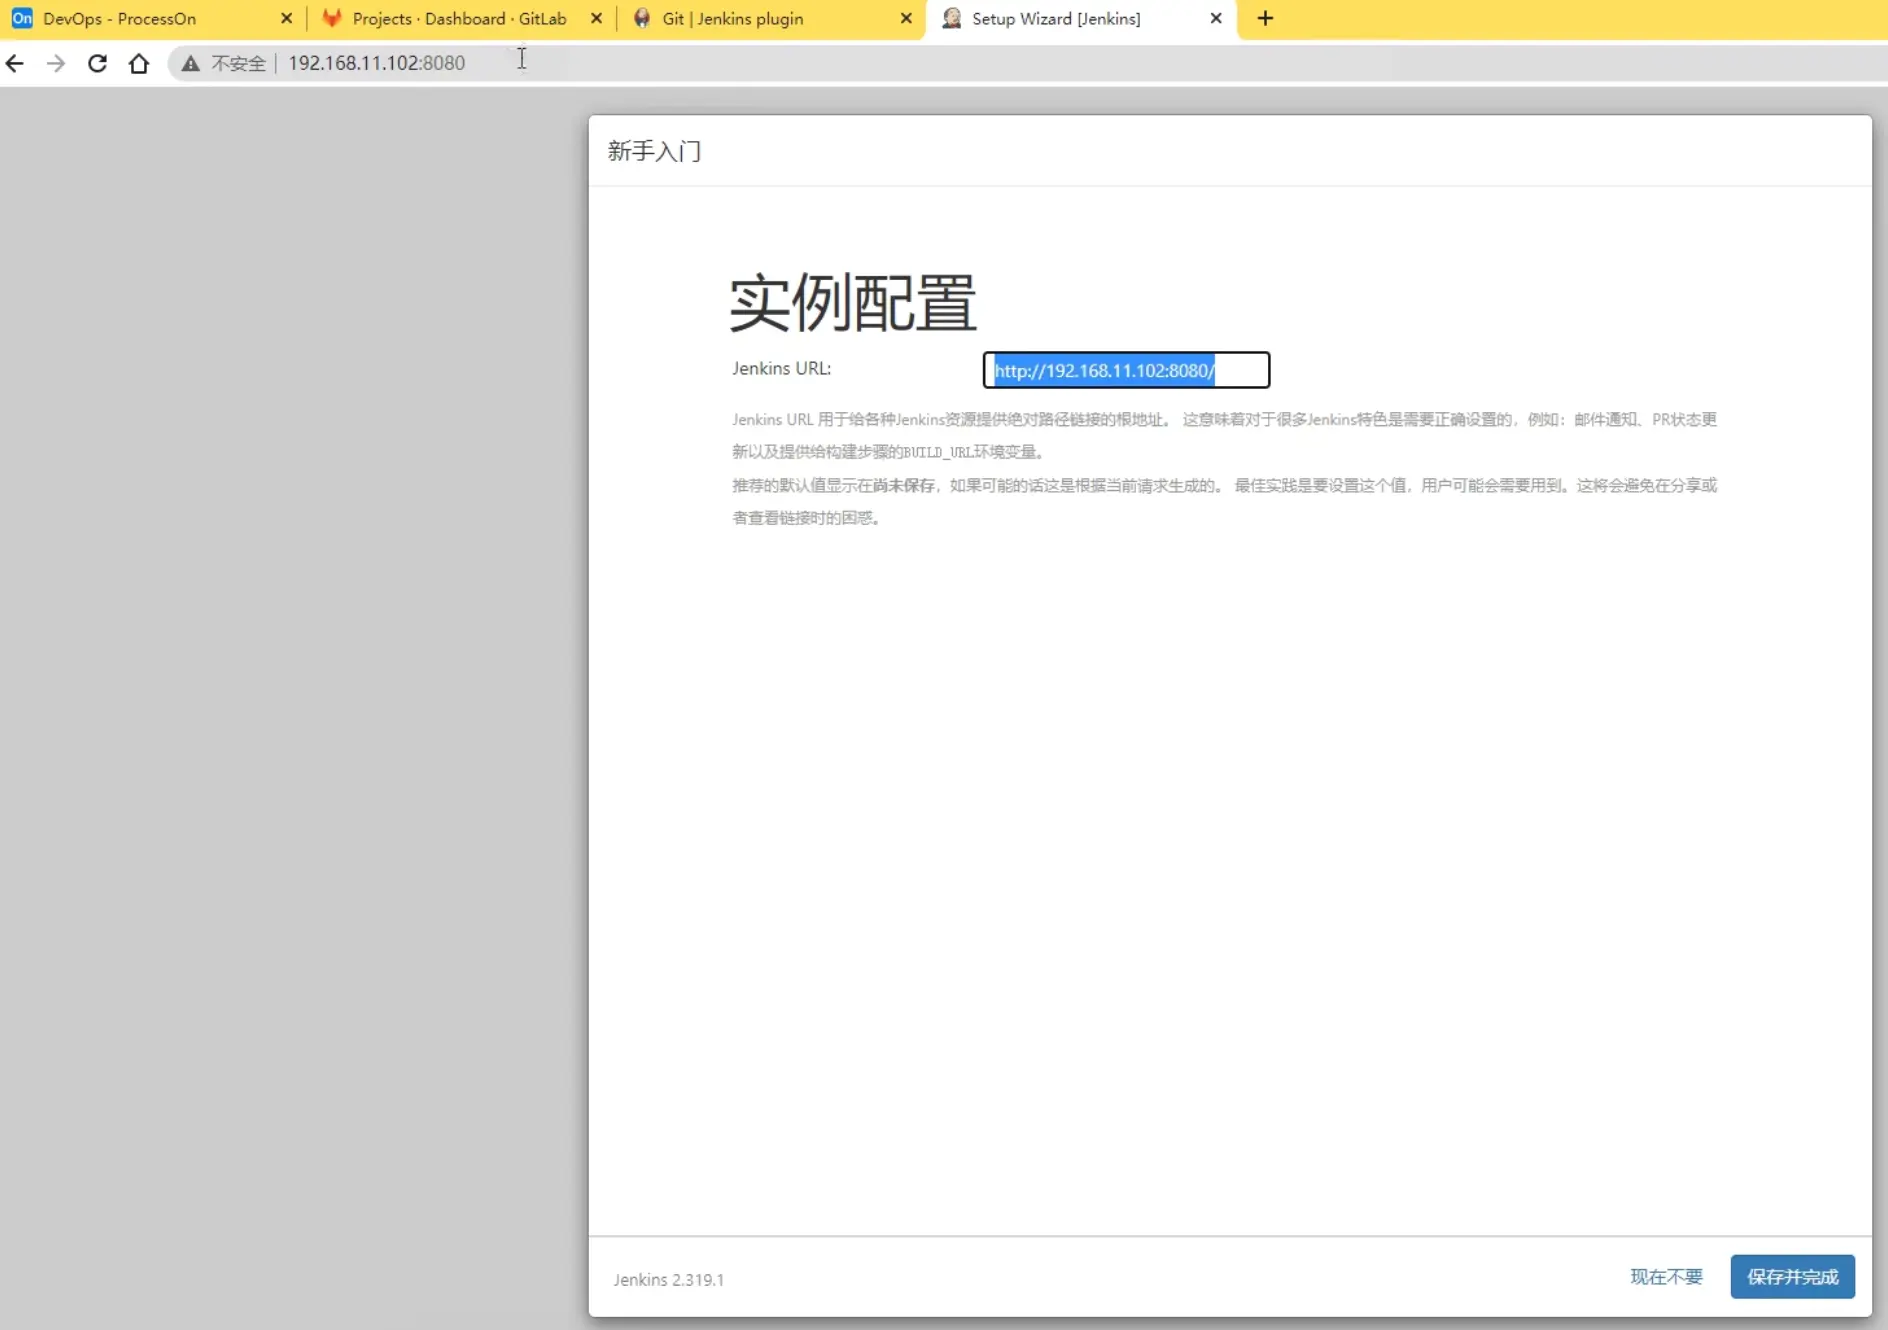 On DevOps - ProcessOn
Projects · Dashboard · GitLab
Git | Jenkins plugin
Setup Wizard [Jenkins]
不安全 192.168.11.102:8080
新手入门
实例配置
Jenkins URL: http://192.168.11.102:8080/
Jenkins URL 用于给各种Jenkins资源提供绝对路径链接的根地址。 这意味着对于很多Jenkins特色是需要正确设置的，例如：邮件通知、PR状态更
新以及提供给构建步骤的BUILD_URL环境变量。
推荐的默认值显示在尚未保存，如果可能的话这是根据当前请求生成的。 最佳实践是要设置这个值，用户可能会需要用到。这将会避免在分享或
者查看链接时的困惑。
Jenkins 2.319.1
现在不要
保存并完成